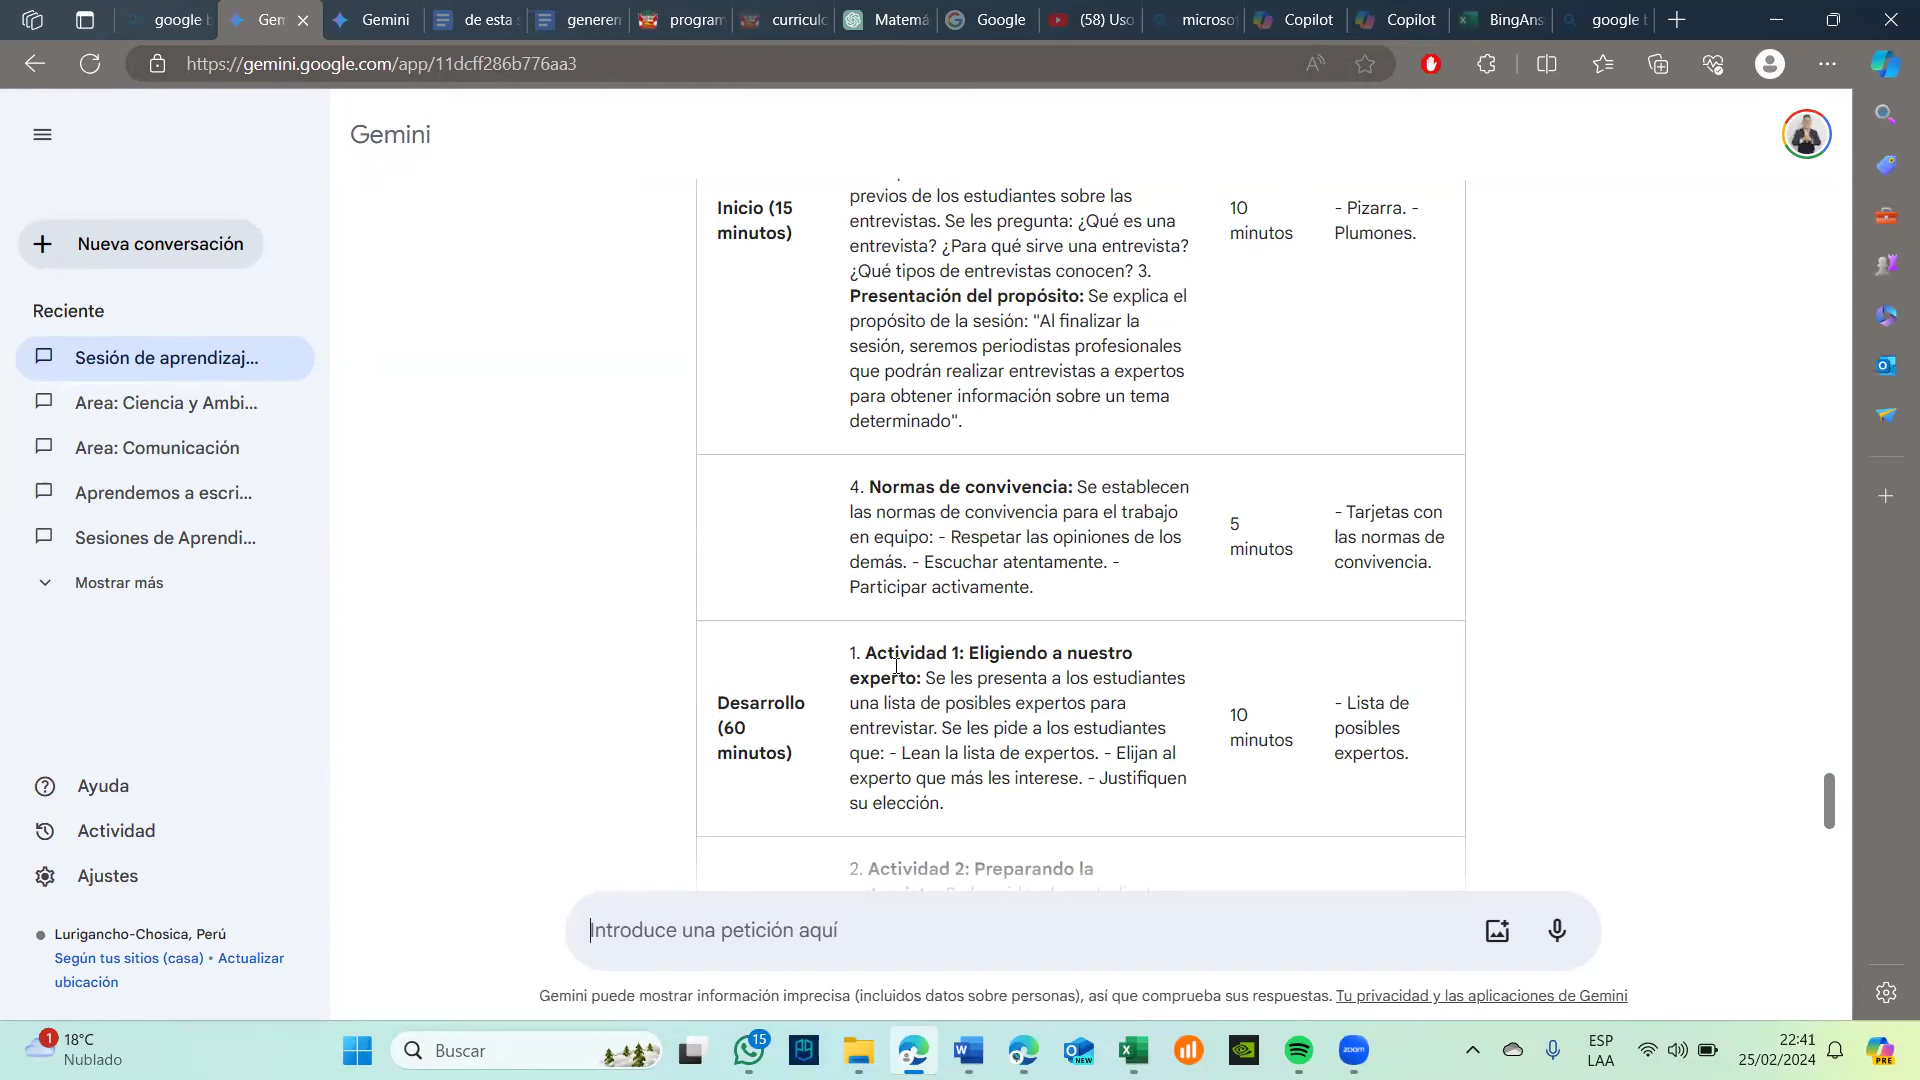 google b
Gem
Gemini
de esta
generem
program
curriculo
Matemá
Google
(58) Uso
microso
Copilot
Copilot
BingAns
google b
https://gemini.google.com/app/11dcff286b776aa3
Gemini
Nueva conversación
Reciente
Sesión de aprendizaj...
Area: Ciencia y Ambi...
Area: Comunicación
Aprendemos a escri...
Sesiones de Aprendi...
Mostrar más
Ayuda
Actividad
Ajustes
Lurigancho-Chosica, Perú
Según tus sitios (casa) • Actualizar
ubicación
Inicio (15
minutos)
previos de los estudiantes sobre las
entrevistas. Se les pregunta: ¿Qué es una
entrevista? ¿Para qué sirve una entrevista?
¿Qué tipos de entrevistas conocen? 3.
Presentación del propósito: Se explica el
propósito de la sesión: "Al finalizar la
sesión, seremos periodistas profesionales
que podrán realizar entrevistas a expertos
para obtener información sobre un tema
determinado".
10
minutos
- Pizarra. -
Plumones.
4. Normas de convivencia: Se establecen
las normas de convivencia para el trabajo
en equipo: - Respetar las opiniones de los
demás. - Escuchar atentamente. -
Participar activamente.
5
minutos
- Tarjetas con
las normas de
convivencia.
Desarrollo
(60
minutos)
1. Actividad 1: Eligiendo a nuestro
experto: Se les presenta a los estudiantes
una lista de posibles expertos para
entrevistar. Se les pide a los estudiantes
que: - Lean la lista de expertos. - Elijan al
experto que más les interese. - Justifiquen
su elección.
10
minutos
- Lista de
posibles
expertos.
2. Actividad 2: Preparando la
Introduce una petición aquí
Gemini puede mostrar información imprecisa (incluidos datos sobre personas), así que comprueba sus respuestas. Tu privacidad y las aplicaciones de Gemini
1
18°C
Nublado
Buscar
15
NEW
zoom
ESP
LAA
22:41
25/02/2024
PRE